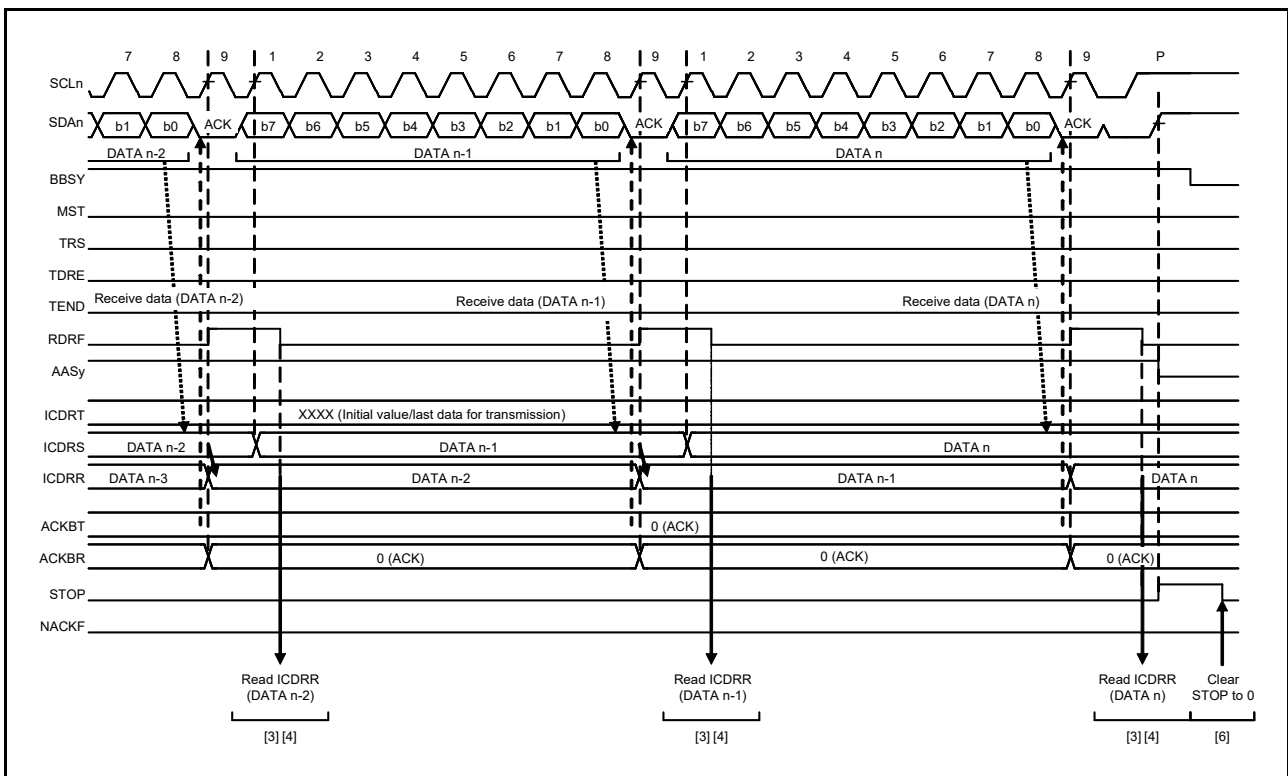 7 8 9 1 2 3 4 5 6 7 8 9 1 2 3 4 5 6 7 8 9 P
SCLn
SDAn b1 b0 ACK b7 b6 b5 b4 b3 b2 b1 b0 ACK b7 b6 b5 b4 b3 b2 b1 b0 ACK
DATA n-2 DATA n-1 DATA n
BBSY
MST
TRS
TDRE
Receive data (DATA n-2) Receive data (DATA n-1) Receive data (DATA n)
TEND
RDRF
AASy
ICDRT XXXX (Initial value/last data for transmission)
ICDRS DATA n-2 DATA n-1 DATA n
ICDRR DATA n-3 DATA n-2 DATA n-1 DATA n
ACKBT 0 (ACK)
ACKBR 0 (ACK) 0 (ACK) 0 (ACK)
STOP
NACKF
Read ICDRR Read ICDRR Read ICDRR Clear
(DATA n-2) (DATA n-1) (DATA n) STOP to 0
[3] [4] [3] [4] [3] [4] [6]